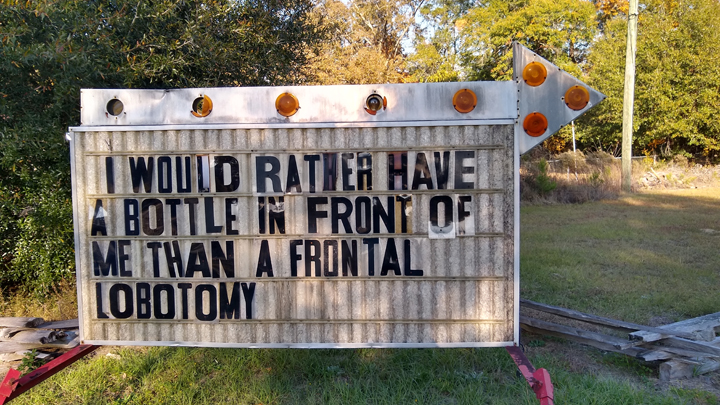 I WOULD RATHER HAVE
A BOTTLE IN FRONT OF
ME THAN A FRONTAL
LOBOTOMY